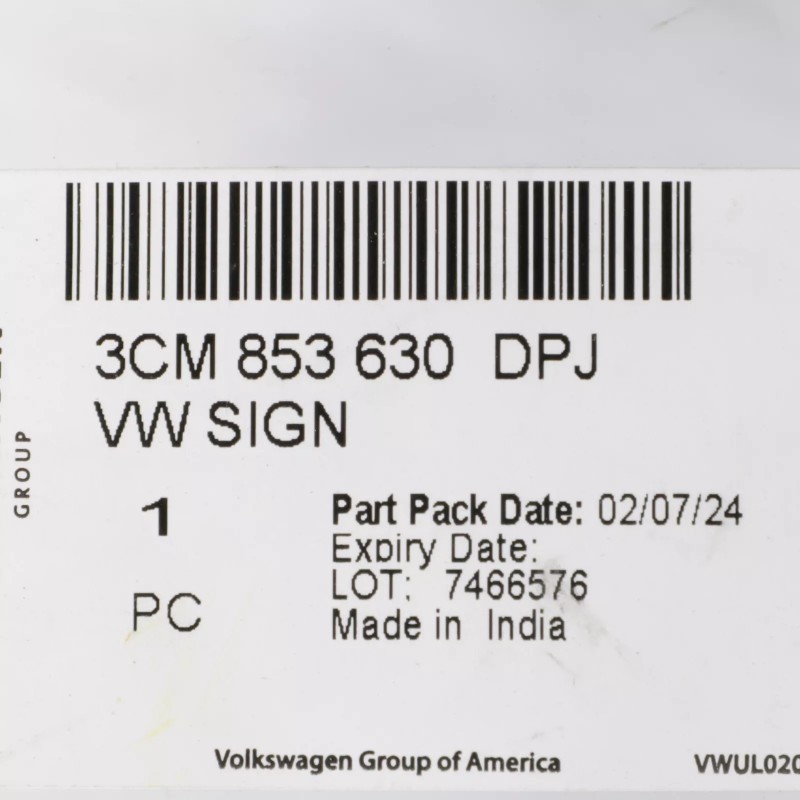 3CM 853 630 DPJ
VW SIGN
GROUP
1
PC
Part Pack Date: 02/07/24
Expiry Date:
LOT: 7466576
Made in India
Volkswagen Group of America
VWUL020